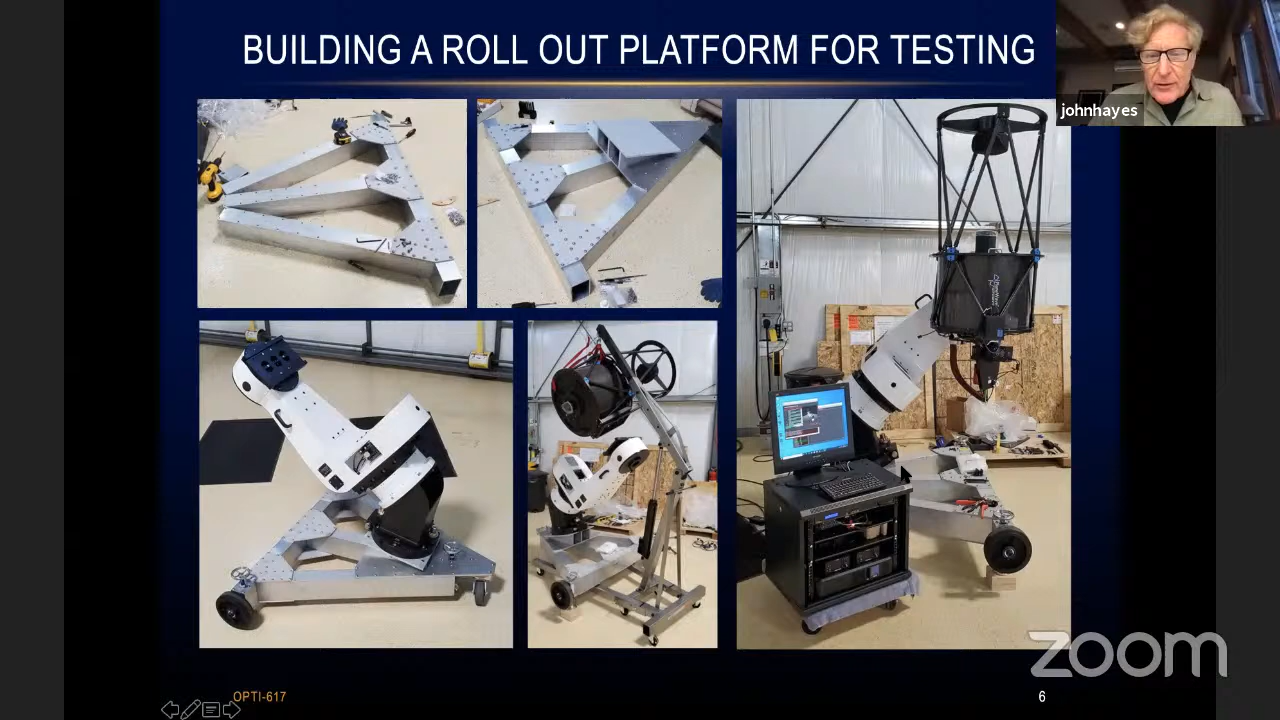 BUILDING A ROLL OUT PLATFORM FOR TESTING
johnhayes
zoom
OPTI-617
6